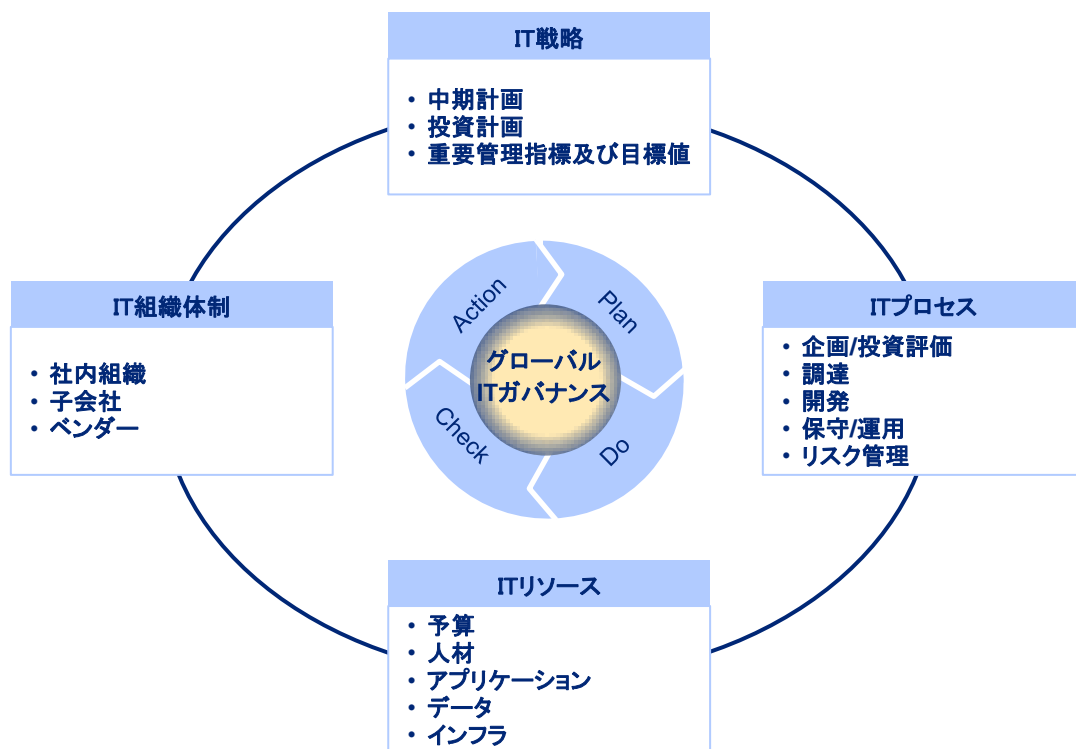 IT戦略
・ 中期計画
・ 投資計画
・ 重要管理指標及び目標値
IT組織体制
・ 社内組織
・ 子会社
・ ベンダー
Action
Plan
グローバル
ITガバナンス
Check
Do
ITプロセス
・ 企画/投資評価
・ 調達
・ 開発
・ 保守/運用
・ リスク管理
ITリソース
・ 予算
・ 人材
・ アプリケーション
・ データ
・ インフラ